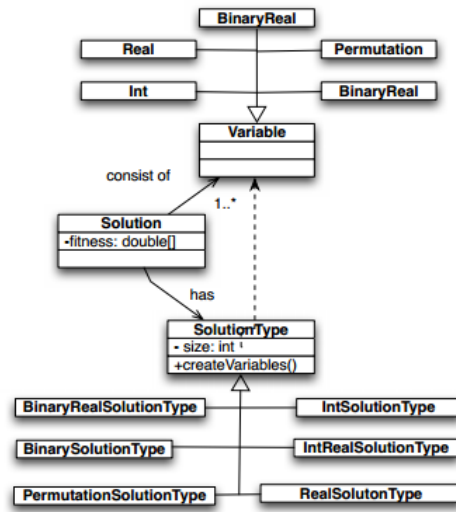 BinaryReal
Real
Permutation
Int
BinaryReal
Variable
consist of
1..*
Solution
-fitness: double[]
has
SolutionType
- size: int
+createVariables()
BinaryRealSolutionType
IntSolutionType
BinarySolutionType
IntRealSolutionType
PermutationSolutionType
RealSolutonType